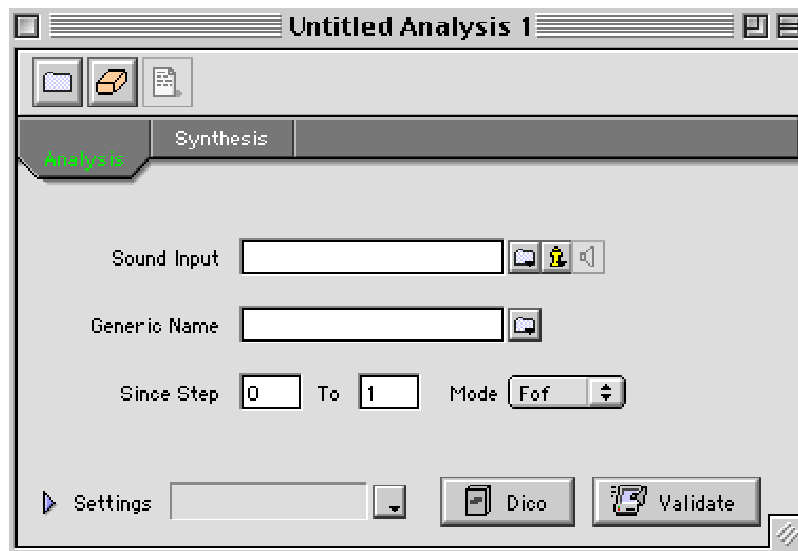 Untitled Analysis 1
Analysis
Synthesis
Sound Input
Generic Name
Since Step 0 To 1 Mode Fof
Settings
Dico
Validate